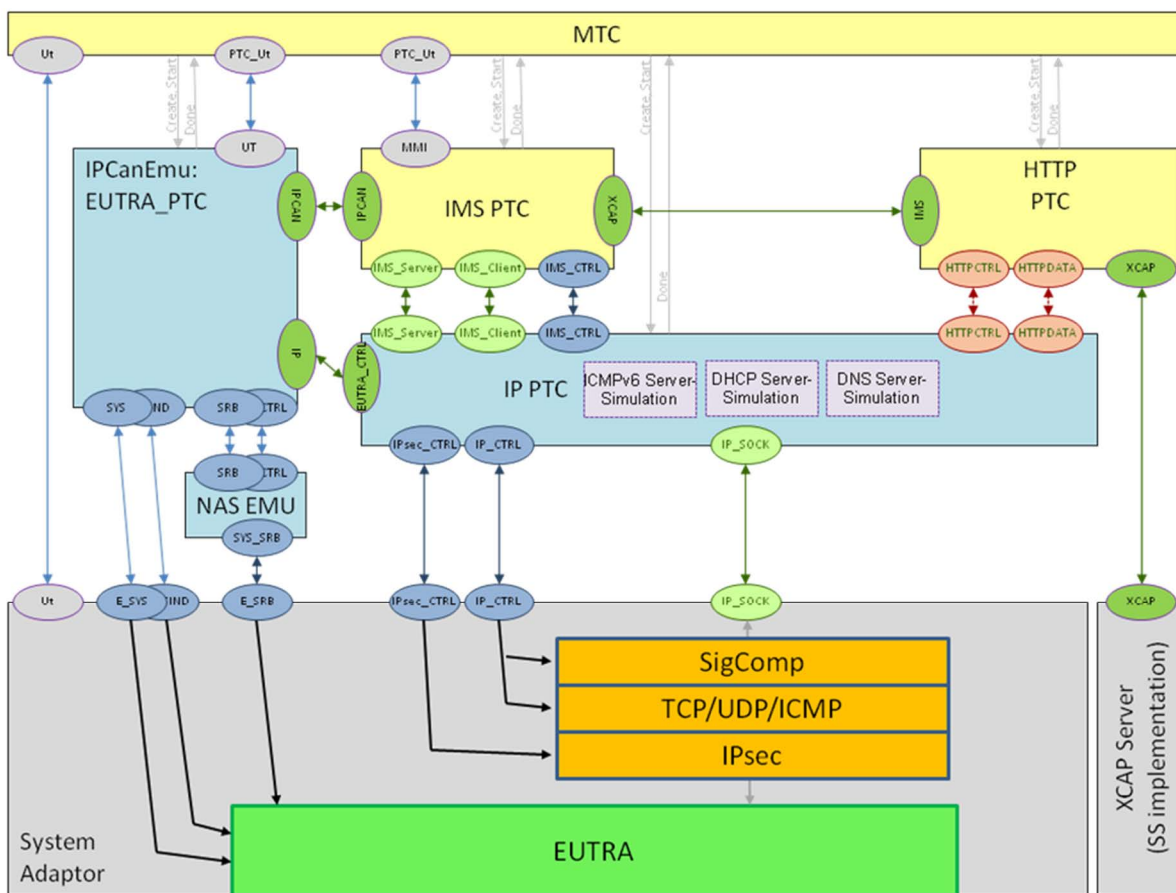 MTC
Ut
PTC_Ut
PTC_Ut
Create, Start
Done
Create, Start
Done
Create, Start
Done
Create, Start
Done
UT
MMI
IPCanEmu:
EUTRA_PTC
IPCAN
IPCAN
IMS PTC
XCAP
SMI
HTTP
PTC
IMS_Server
IMS_Client
IMS_CTRL
HTTPCTRL
HTTPDATA
XCAP
IMS_Server
IMS_Client
IMS_CTRL
HTTPCTRL
HTTPDATA
IP
EUTRA_CTRL
IP PTC
ICMPv6 Server-
Simulation
DHCP Server-
Simulation
DNS Server-
Simulation
SYS
IND
SRB
CTRL
IPsec_CTRL
IP_CTRL
IP_SOCK
SRB
CTRL
NAS EMU
SYS_SRB
Ut
E_SYS
IND
E_SRB
IPsec_CTRL
IP_CTRL
IP_SOCK
XCAP
SigComp
TCP/UDP/ICMP
IPsec
EUTRA
System
Adaptor
XCAP Server
(SS implementation)